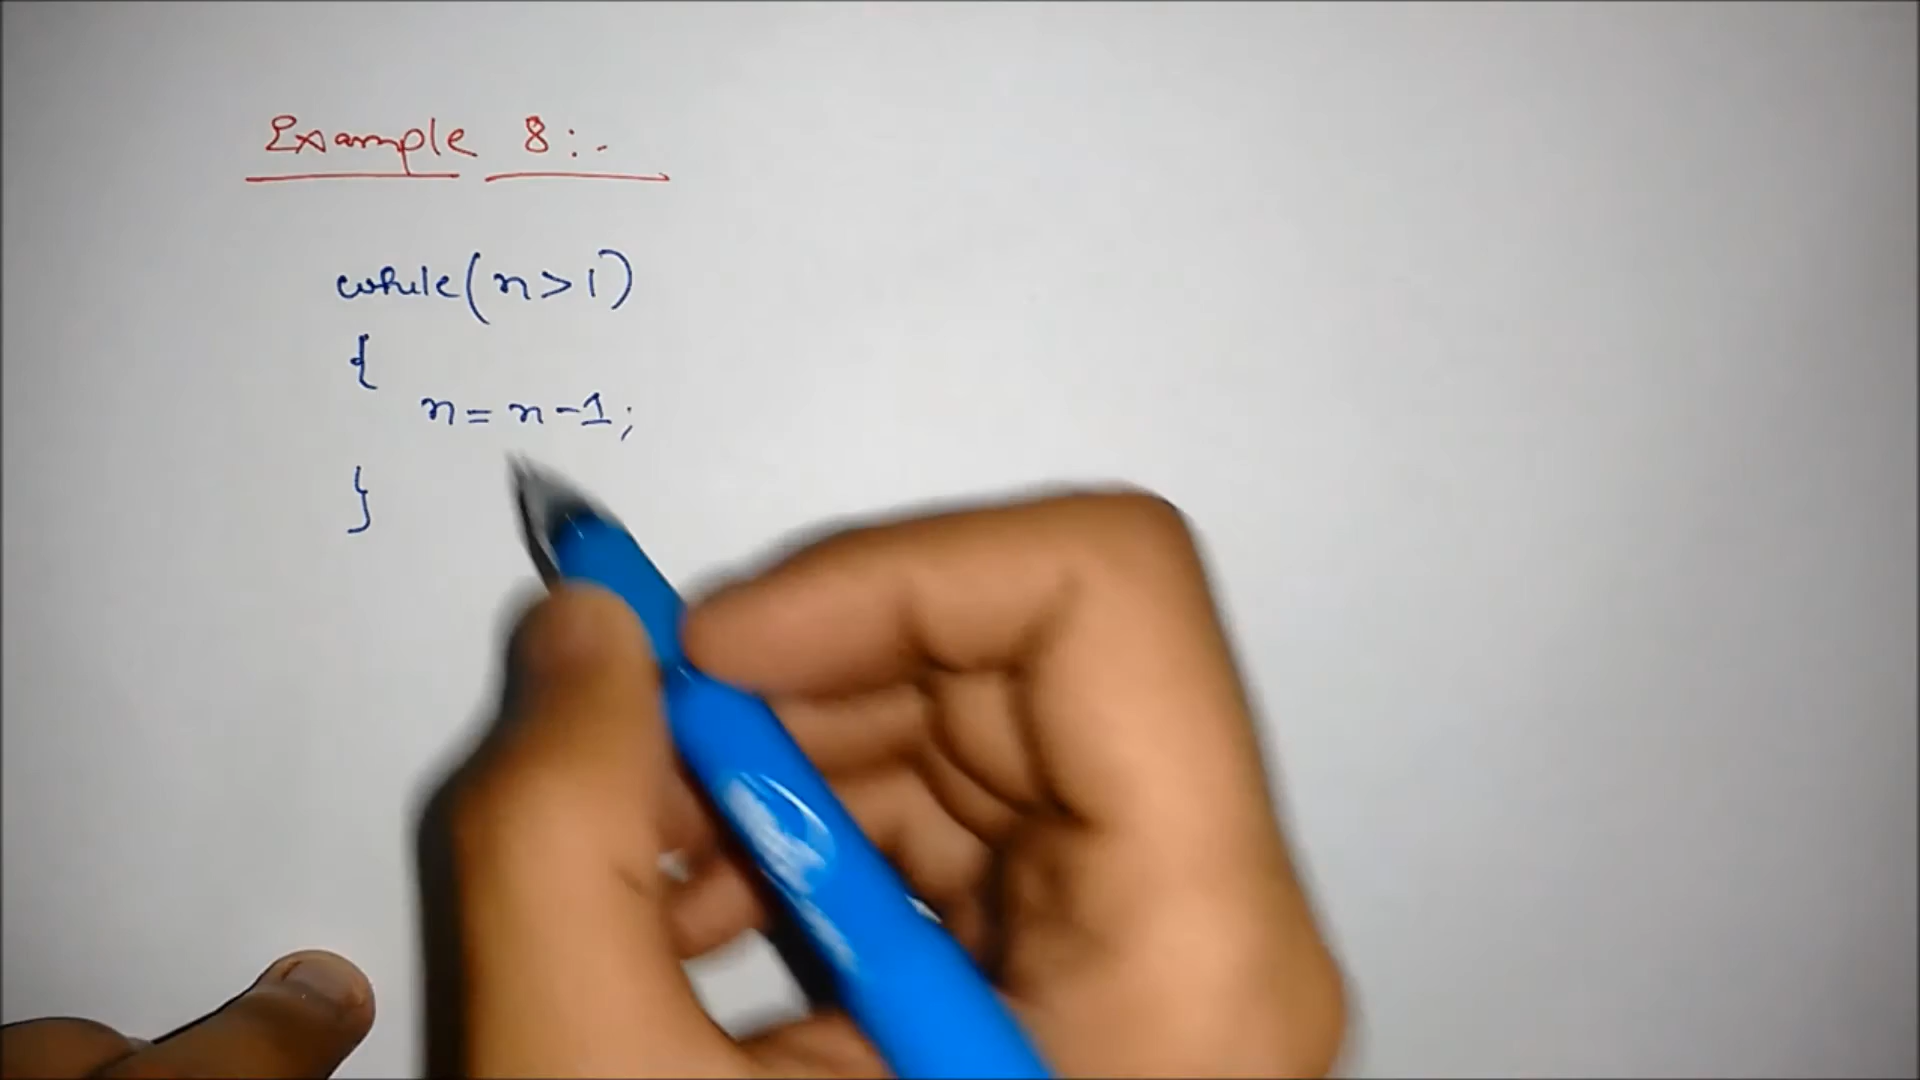 Example 8:-
while(n>1)
{
n=n-1;
}